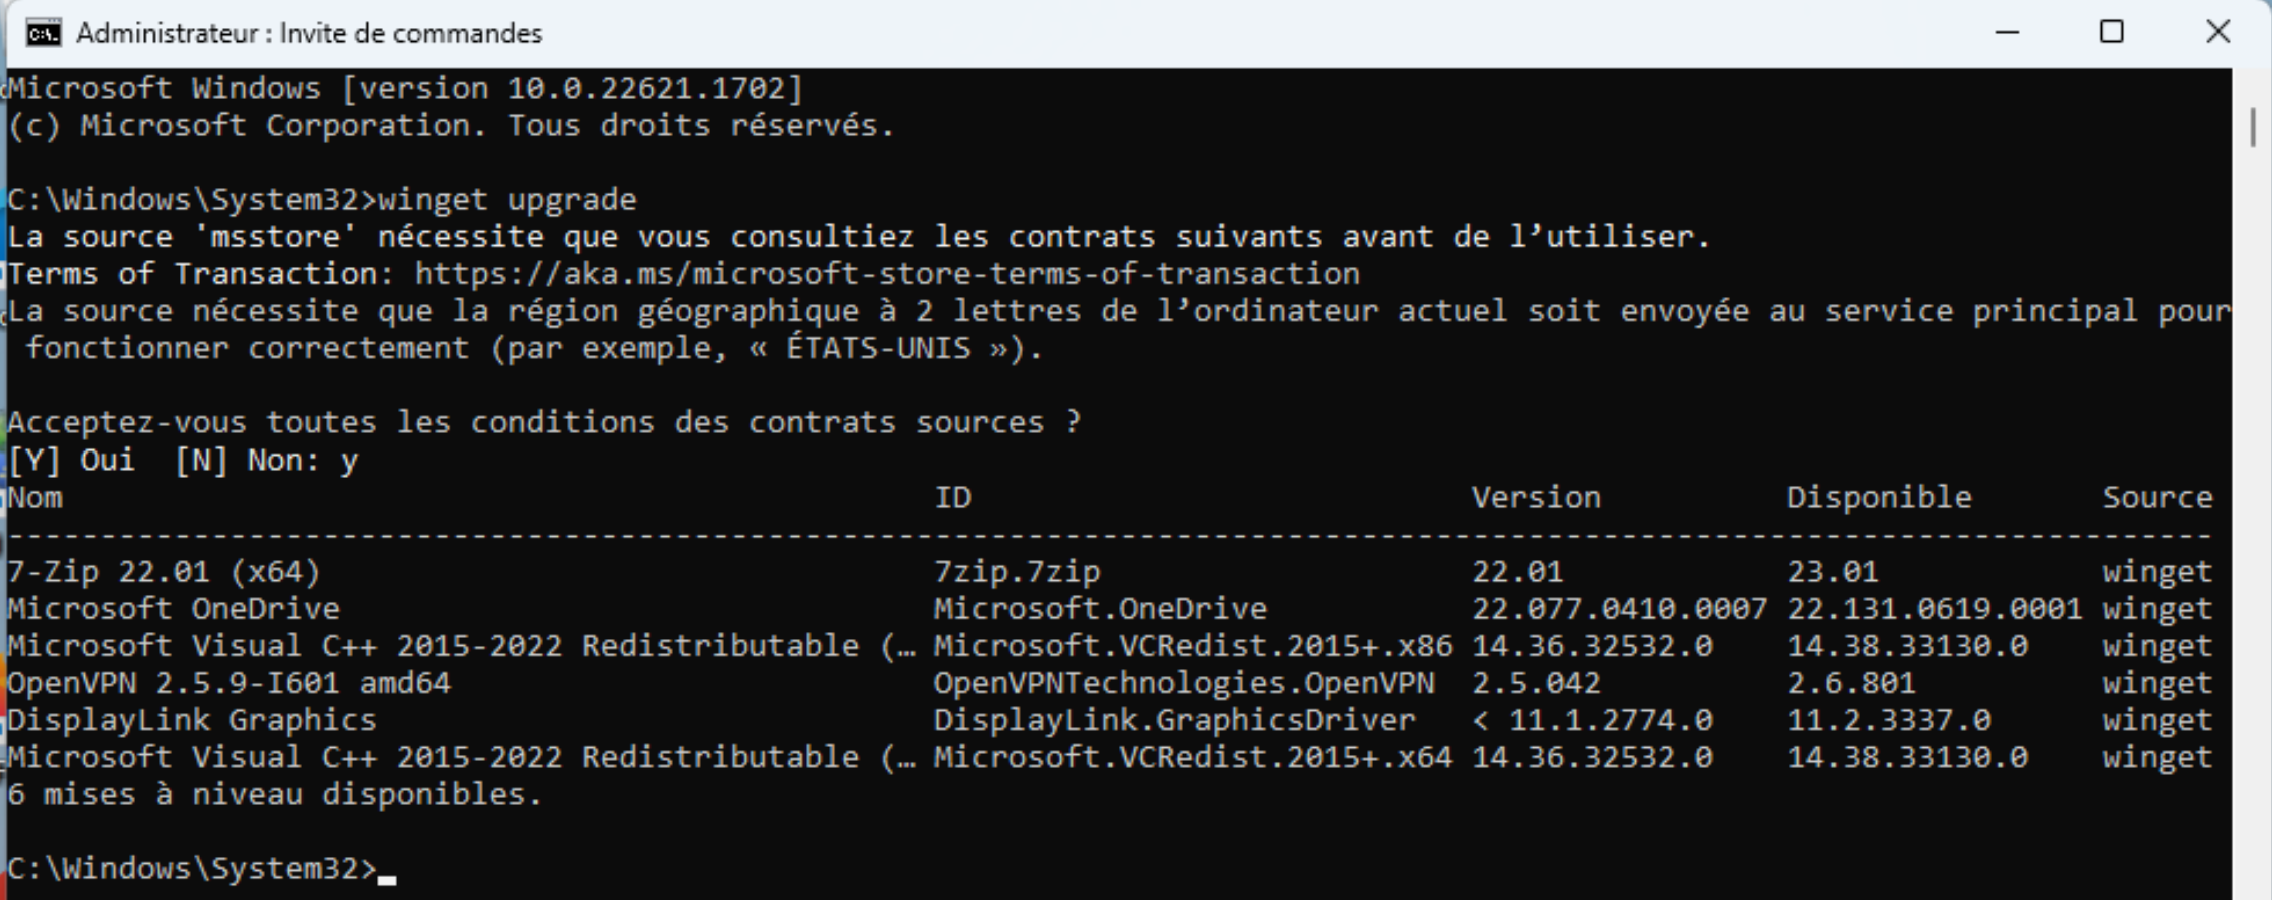 Administrateur : Invite de commandes
Microsoft Windows [version 10.0.22621.1702]
(c) Microsoft Corporation. Tous droits réservés.
C:\Windows\System32>winget upgrade
La source 'msstore' nécessite que vous consultiez les contrats suivants avant de l’utiliser.
Terms of Transaction: https://aka.ms/microsoft-store-terms-of-transaction
La source nécessite que la région géographique à 2 lettres de l’ordinateur actuel soit envoyée au service principal pour
fonctionner correctement (par exemple, « ÉTATS-UNIS »).
Acceptez-vous toutes les conditions des contrats sources ?
[Y] Oui  [N] Non: y
Nom ID Version Disponible Source
------------------------------------------------------------------------------------------------------------------------
7-Zip 22.01 (x64) 7zip.7zip 22.01 23.01 winget
Microsoft OneDrive Microsoft.OneDrive 22.077.0410.0007 22.131.0619.0001 winget
Microsoft Visual C++ 2015-2022 Redistributable (… Microsoft.VCRedist.2015+.x86 14.36.32532.0 14.38.33130.0 winget
OpenVPN 2.5.9-I601 amd64 OpenVPNTechnologies.OpenVPN 2.5.042 2.6.801 winget
DisplayLink Graphics DisplayLink.GraphicsDriver < 11.1.2774.0 11.2.3337.0 winget
Microsoft Visual C++ 2015-2022 Redistributable (… Microsoft.VCRedist.2015+.x64 14.36.32532.0 14.38.33130.0 winget
6 mises à niveau disponibles.
C:\Windows\System32>